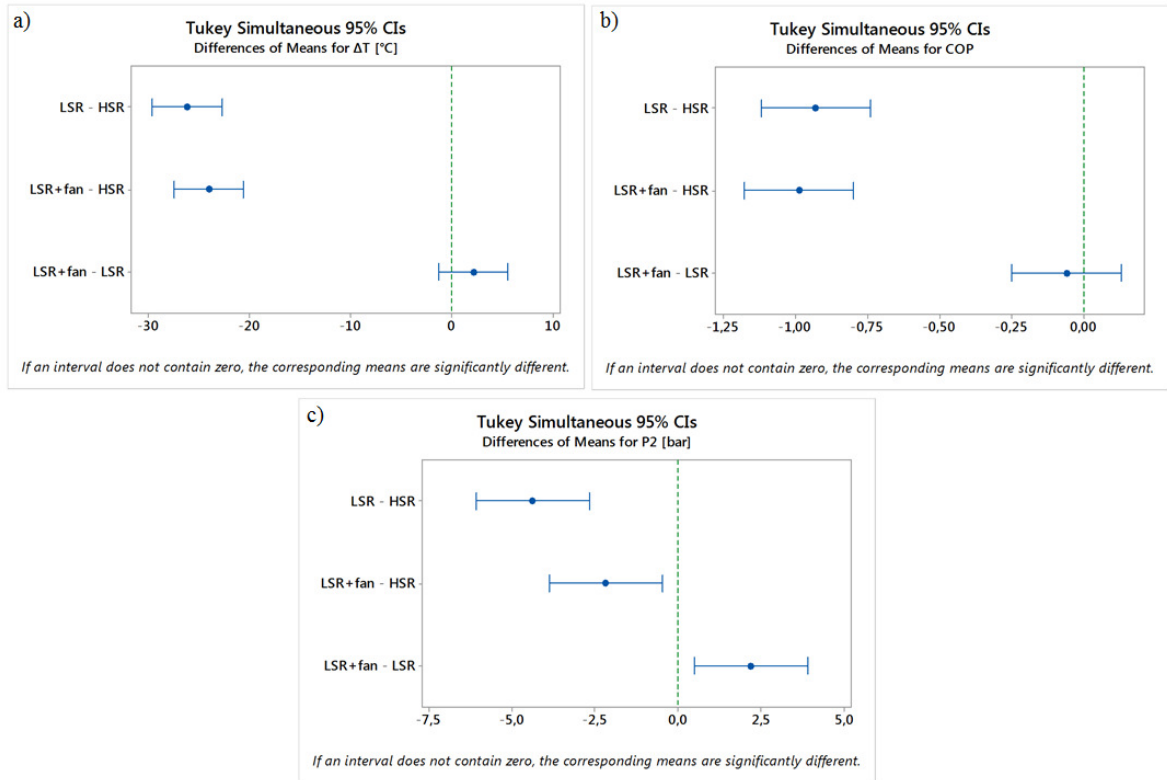 a)
Tukey Simultaneous 95% CIs
Differences of Means for ΔT [°C]
LSR - HSR
LSR+fan - HSR
LSR+fan - LSR
-30 -20 -10 0 10
If an interval does not contain zero, the corresponding means are significantly different.
b)
Tukey Simultaneous 95% CIs
Differences of Means for COP
LSR - HSR
LSR+fan - HSR
LSR+fan - LSR
-1,25 -1,00 -0,75 -0,50 -0,25 0,00
If an interval does not contain zero, the corresponding means are significantly different.
c)
Tukey Simultaneous 95% CIs
Differences of Means for P2 [bar]
LSR - HSR
LSR+fan - HSR
LSR+fan - LSR
-7,5 -5,0 -2,5 0,0 2,5 5,0
If an interval does not contain zero, the corresponding means are significantly different.